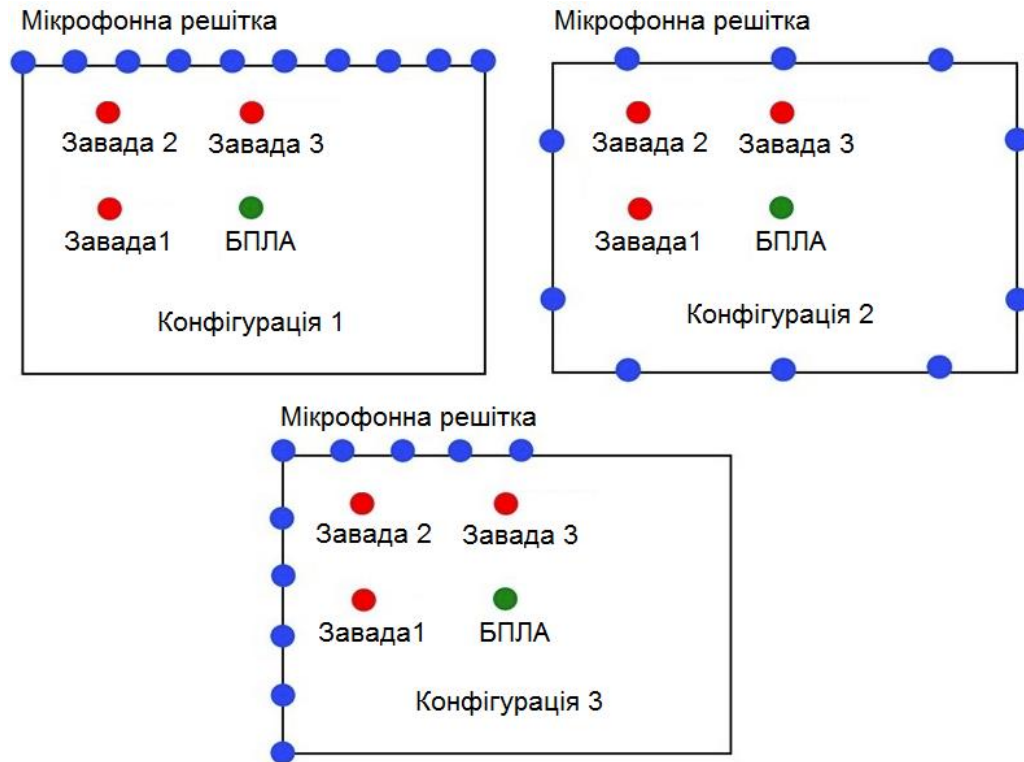 Мікрофонна решітка
Завада 2 Завада 3
Завада1 БПЛА
Конфігурація 1
Мікрофонна решітка
Завада 2 Завада 3
Завада1 БПЛА
Конфігурація 2
Мікрофонна решітка
Завада 2 Завада 3
Завада1 БПЛА
Конфігурація 3